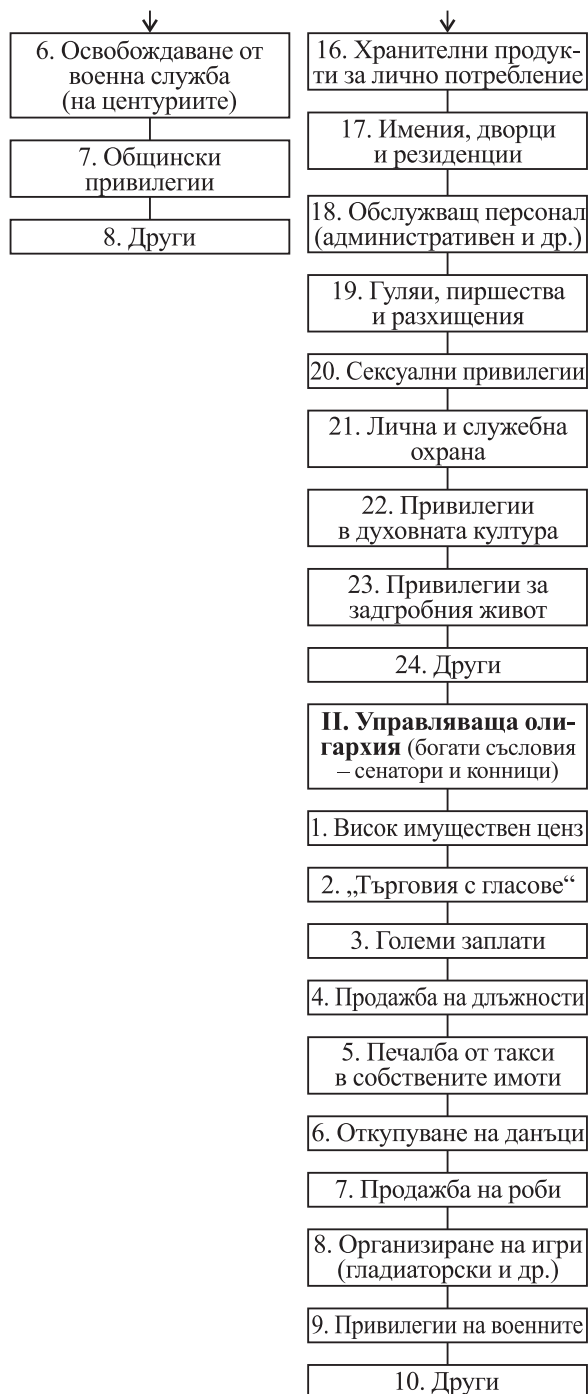 6. Освобождаване от
военна служба
(на центуриите)
7. Общински
привилегии
8. Други
16. Хранителни продук-
ти за лично потребление
17. Имения, дворци
и резиденции
18. Обслужващ персонал
(административен и др.)
19. Гуляи, пиршества
и разхищения
20. Сексуални привилегии
21. Лична и служебна
охрана
22. Привилегии
в духовната култура
23. Привилегии за
задгробния живот
24. Други
II. Управляваща оли-
гархия (богати съсловия
– сенатори и конници)
1. Висок имуществен ценз
2. „Търговия с гласове“
3. Големи заплати
4. Продажба на длъжности
5. Печалба от такси
в собствените имоти
6. Откупуване на данъци
7. Продажба на роби
8. Организиране на игри
(гладиаторски и др.)
9. Привилегии на военните
10. Други